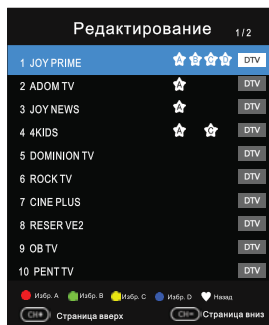 Редактирование 1/2
1 JOY PRIME A B C D DTV
2 ADOM TV A DTV
3 JOY NEWS A DTV
4 4KIDS A C DTV
5 DOMINION TV DTV
6 ROCK TV DTV
7 CINE PLUS DTV
8 RESER VE2 DTV
9 OB TV DTV
10 PENT TV DTV
Избр. A Избр. B Избр. C Избр. D Назад
CH+ Страница вверх CH- Страница вниз